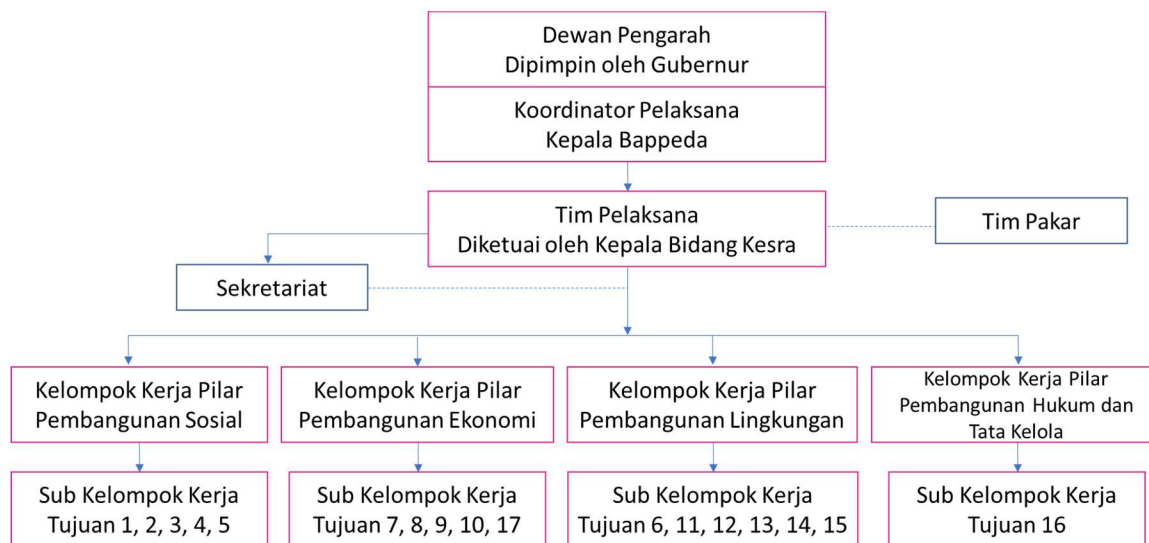 Dewan Pengarah
Dipimpin oleh Gubernur
Koordinator Pelaksana
Kepala Bappeda
Tim Pelaksana
Diketuai oleh Kepala Bidang Kesra
Tim Pakar
Sekretariat
Kelompok Kerja Pilar
Pembangunan Sosial
Kelompok Kerja Pilar
Pembangunan Ekonomi
Kelompok Kerja Pilar
Pembangunan Lingkungan
Kelompok Kerja Pilar
Pembangunan Hukum dan
Tata Kelola
Sub Kelompok Kerja
Tujuan 1, 2, 3, 4, 5
Sub Kelompok Kerja
Tujuan 7, 8, 9, 10, 17
Sub Kelompok Kerja
Tujuan 6, 11, 12, 13, 14, 15
Sub Kelompok Kerja
Tujuan 16